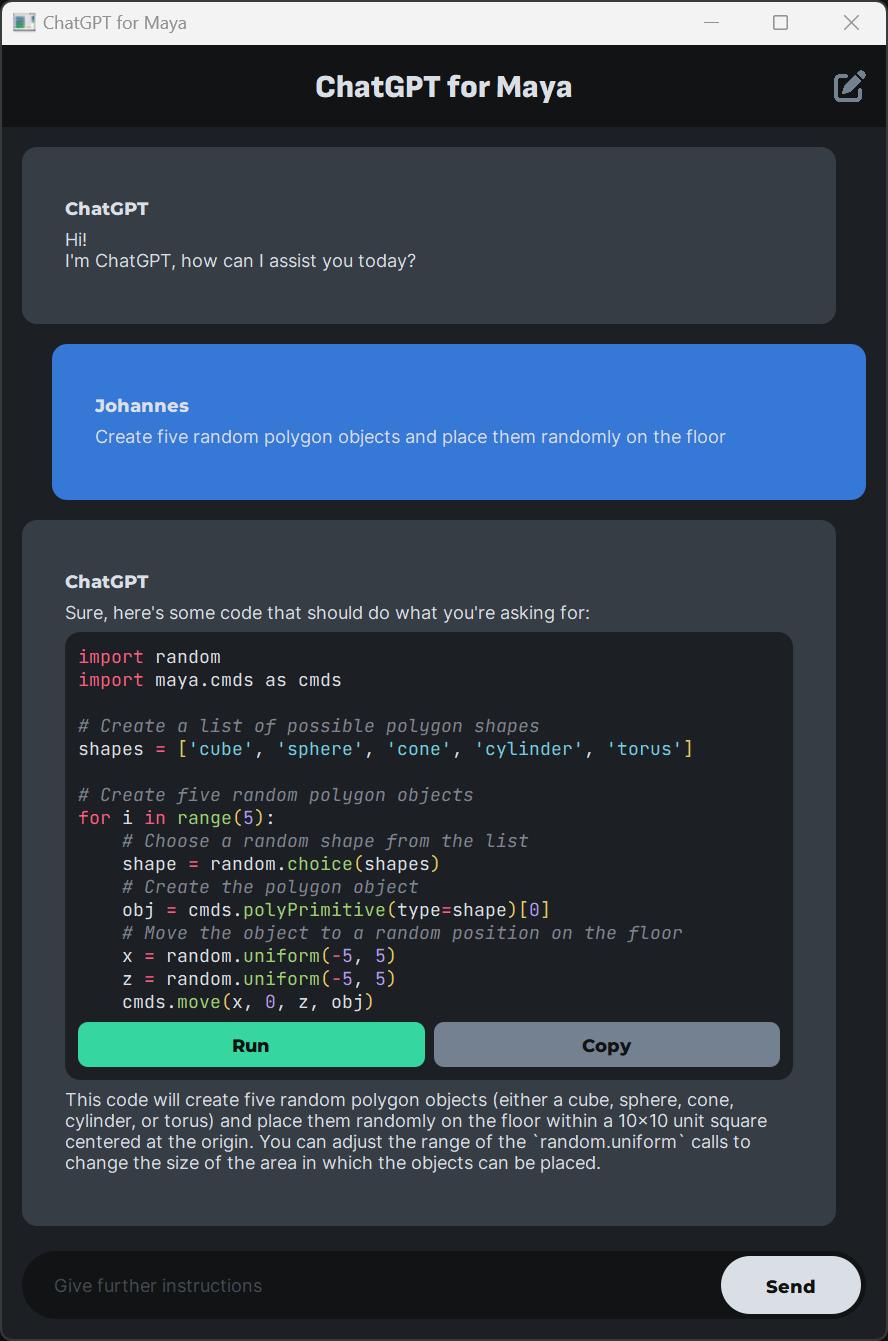 ChatGPT for Maya
ChatGPT for Maya
ChatGPT
Hi!
I'm ChatGPT, how can I assist you today?
Johannes
Create five random polygon objects and place them randomly on the floor
ChatGPT
Sure, here's some code that should do what you're asking for:
import random
import maya.cmds as cmds

# Create a list of possible polygon shapes
shapes = ['cube', 'sphere', 'cone', 'cylinder', 'torus']

# Create five random polygon objects
for i in range(5):
    # Choose a random shape from the list
    shape = random.choice(shapes)
    # Create the polygon object
    obj = cmds.polyPrimitive(type=shape)[0]
    # Move the object to a random position on the floor
    x = random.uniform(-5, 5)
    z = random.uniform(-5, 5)
    cmds.move(x, 0, z, obj)
Run Copy
This code will create five random polygon objects (either a cube, sphere, cone,
cylinder, or torus) and place them randomly on the floor within a 10×10 unit square
centered at the origin. You can adjust the range of the `random.uniform` calls to
change the size of the area in which the objects can be placed.
Give further instructions Send